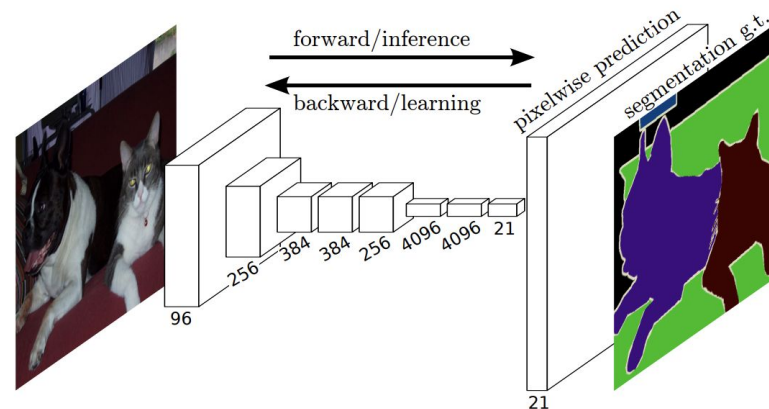 forward/inference
backward/learning
pixelwise prediction
segmentation g.t.
96
256
384
384
256
4096
4096
21
21